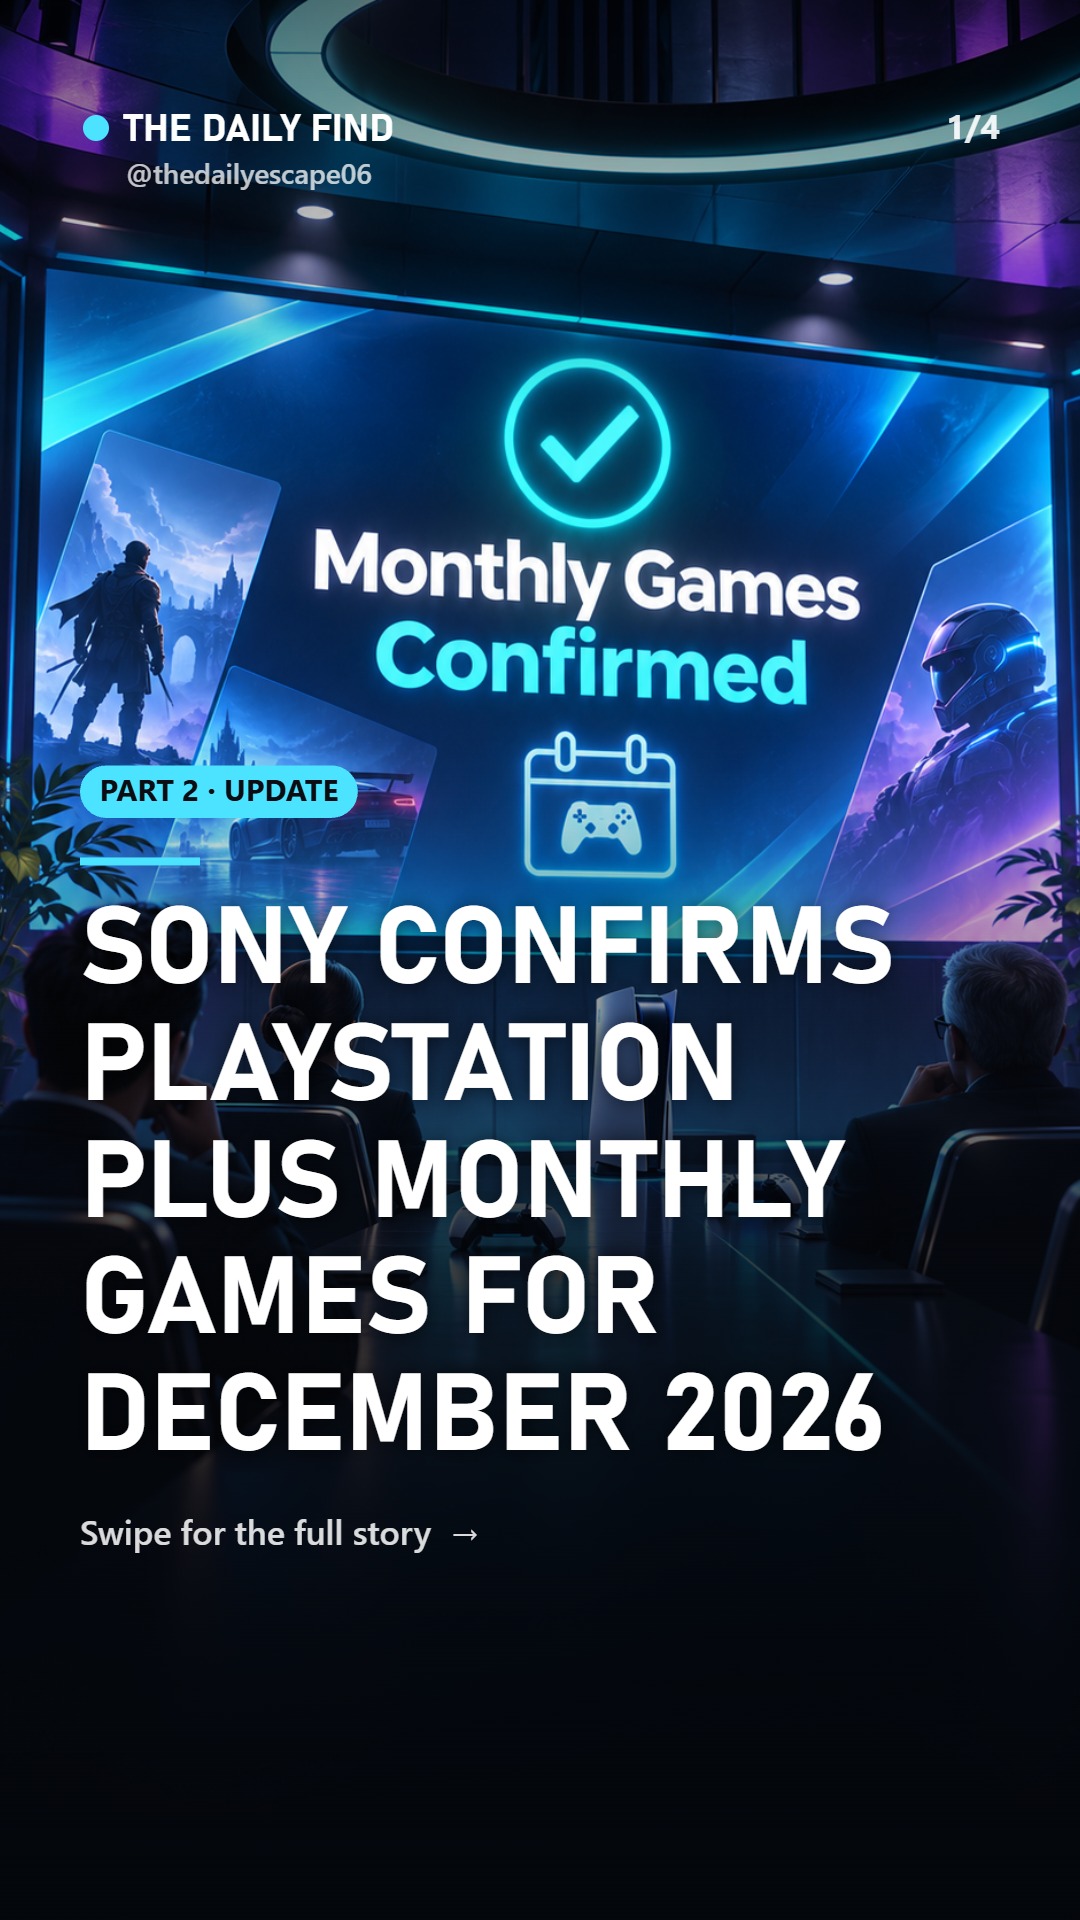 THE DAILY FIND
1/4
@thedailyescape06
Monthly Games
Confirmed
PART 2 · UPDATE
SONY CONFIRMS
PLAYSTATION
PLUS MONTHLY
GAMES FOR
DECEMBER 2026
Swipe for the full story →